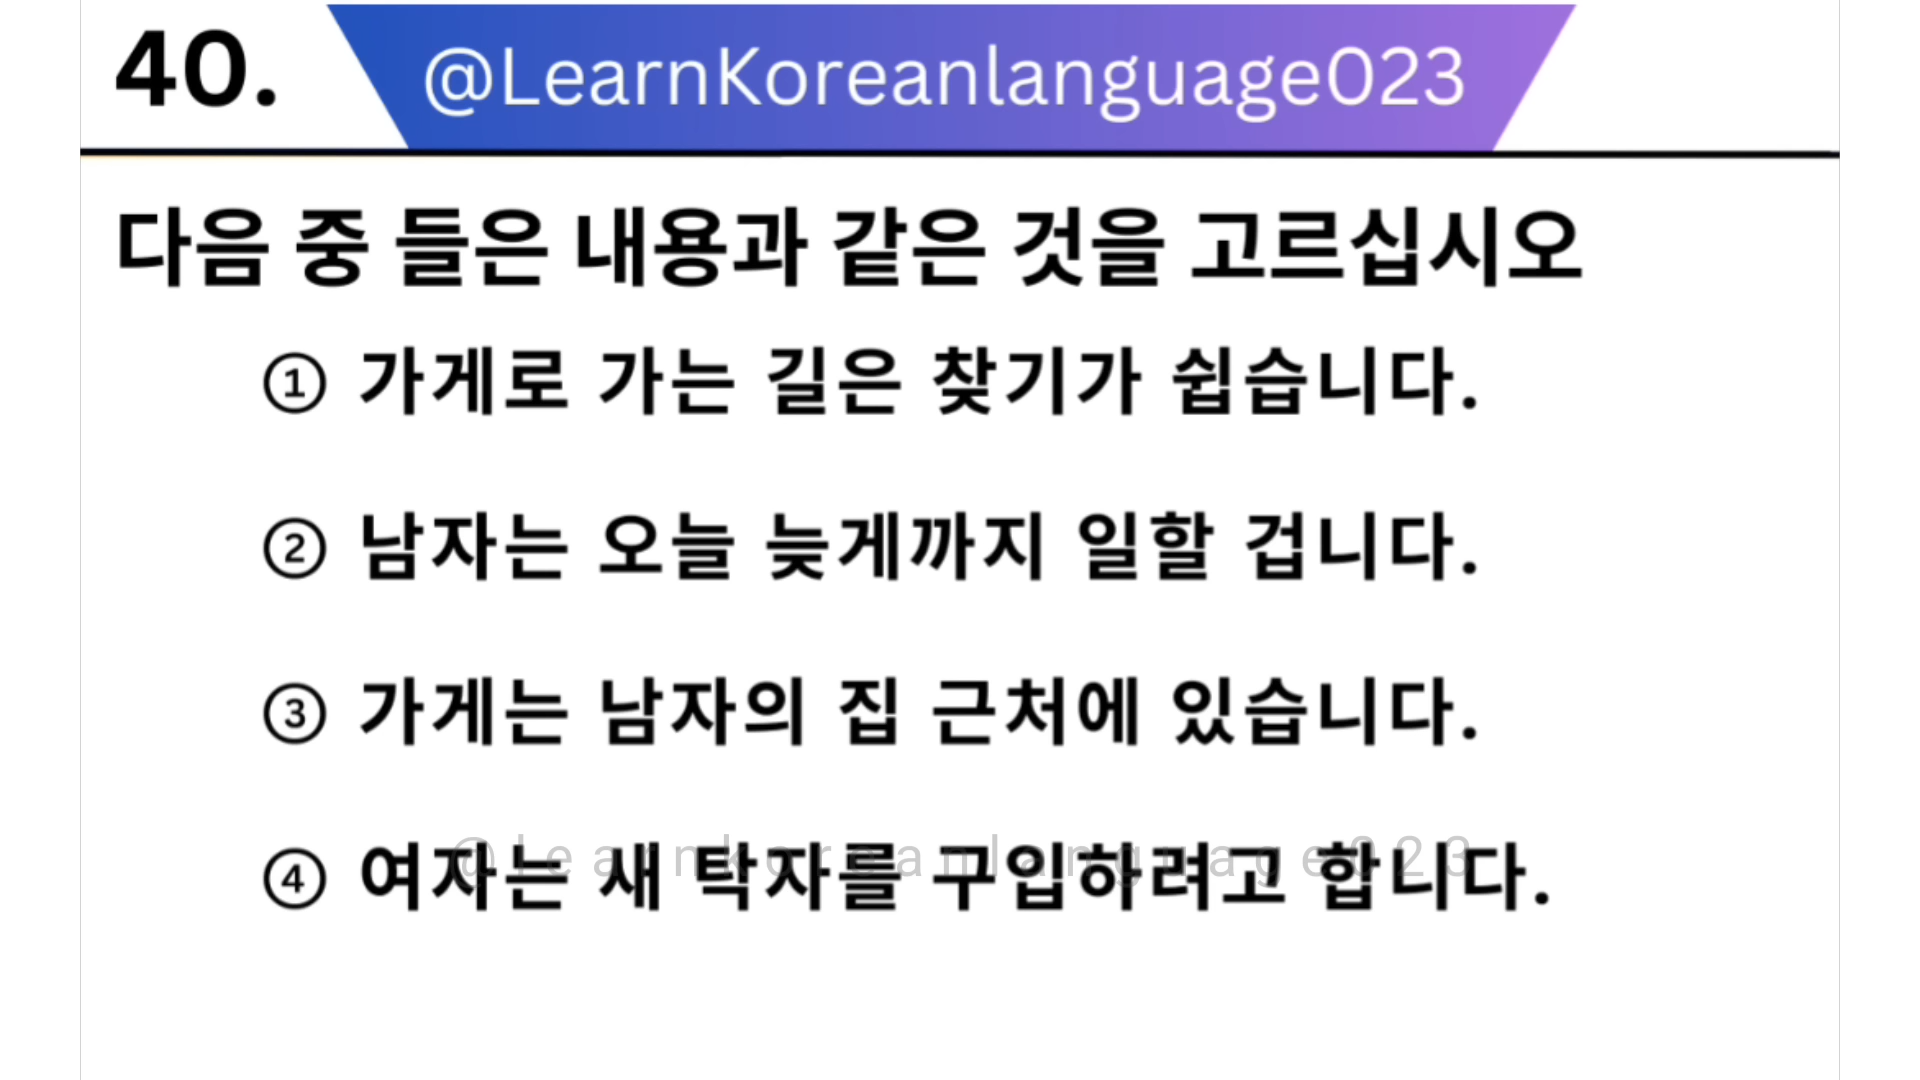 40.
@LearnKoreanlanguage023
다음 중 들은 내용과 같은 것을 고르십시오
① 가게로 가는 길은 찾기가 쉽습니다.
② 남자는 오늘 늦게까지 일할 겁니다.
③ 가게는 남자의 집 근처에 있습니다.
④ 여자는 새 탁자를 구입하려고 합니다.
@learnkoreanlanguage023